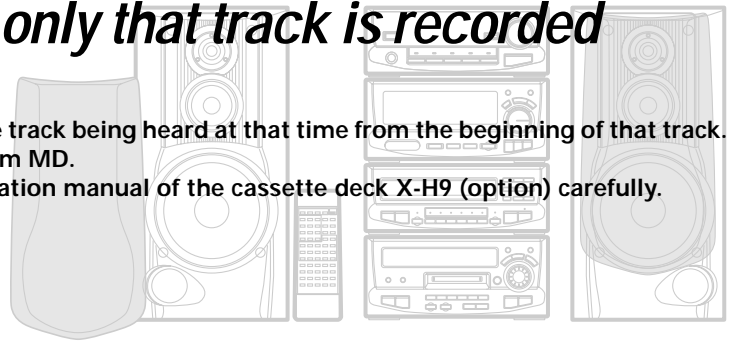 only that track is recorded
e track being heard at that time from the beginning of that track.
m MD.
ation manual of the cassette deck X-H9 (option) carefully.